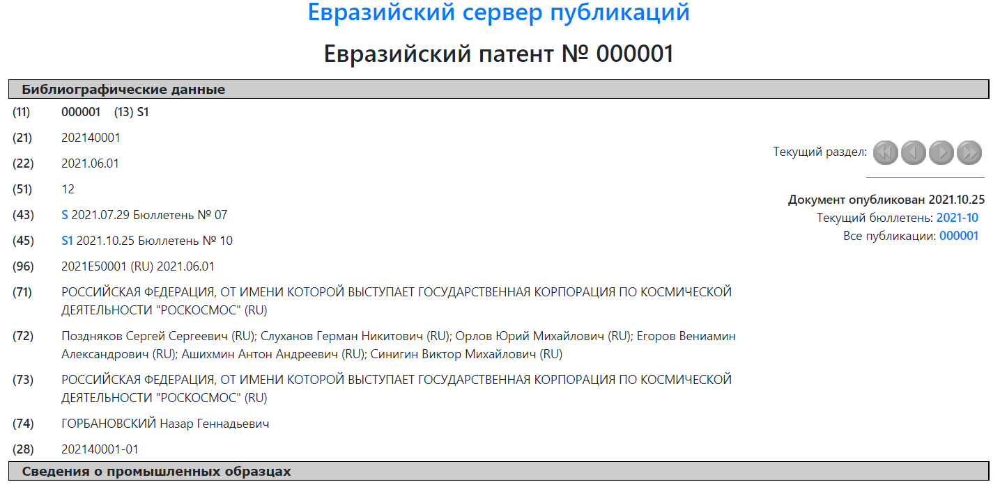 Евразийский сервер публикаций
Евразийский патент № 000001
Библиографические данные
(11) 000001 (13) S1
(21) 202140001
(22) 2021.06.01
(51) 12
(43) S 2021.07.29 Бюллетень № 07
(45) S1 2021.10.25 Бюллетень № 10
(96) 2021E50001 (RU) 2021.06.01
(71) РОССИЙСКАЯ ФЕДЕРАЦИЯ, ОТ ИМЕНИ КОТОРОЙ ВЫСТУПАЕТ ГОСУДАРСТВЕННАЯ КОРПОРАЦИЯ ПО КОСМИЧЕСКОЙ
ДЕЯТЕЛЬНОСТИ "РОСКОСМОС" (RU)
(72) Поздняков Сергей Сергеевич (RU); Слуханов Герман Никитович (RU); Орлов Юрий Михайлович (RU); Егоров Вениамин
Александрович (RU); Ашихмин Антон Андреевич (RU); Синигин Виктор Михайлович (RU)
(73) РОССИЙСКАЯ ФЕДЕРАЦИЯ, ОТ ИМЕНИ КОТОРОЙ ВЫСТУПАЕТ ГОСУДАРСТВЕННАЯ КОРПОРАЦИЯ ПО КОСМИЧЕСКОЙ
ДЕЯТЕЛЬНОСТИ "РОСКОСМОС" (RU)
(74) ГОРБАНОВСКИЙ Назар Геннадьевич
(28) 202140001-01
Текущий раздел:
Документ опубликован 2021.10.25
Текущий бюллетень: 2021-10
Все публикации: 000001
Сведения о промышленных образцах